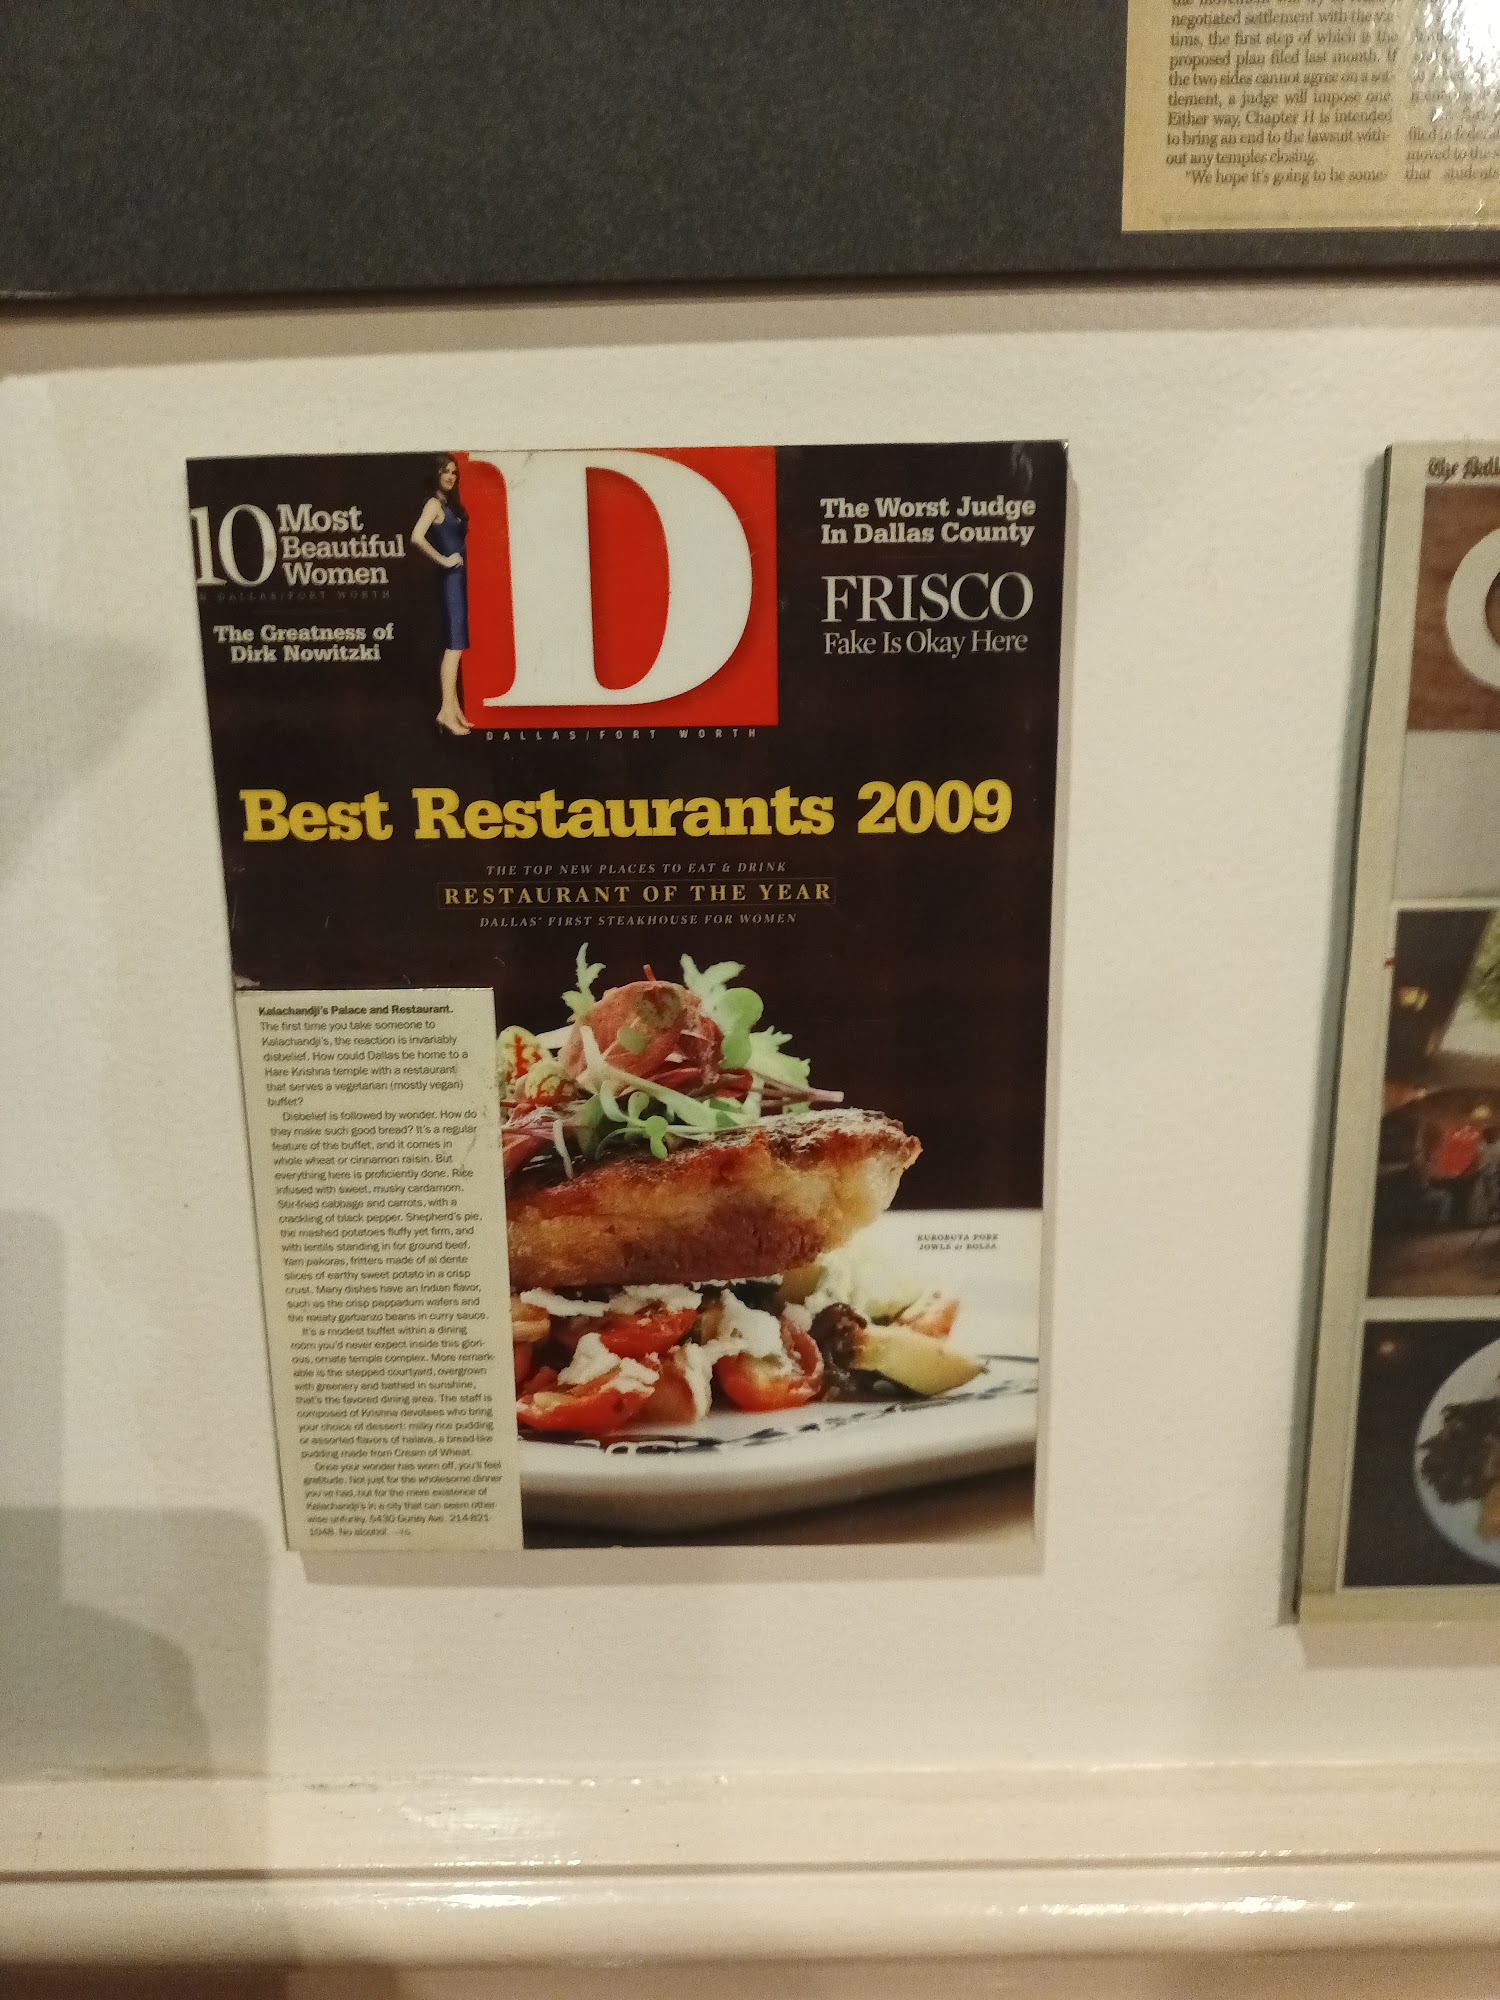 negotiated settlement with the vic-
tims, the first step of which is the
proposed plan filed last month. If
the two sides cannot agree on a set-
tlement, a judge will impose one.
Either way, Chapter 11 is intended
to bring an end to the lawsuit with-
out any temples closing.
"We hope it's going to be some-
filed in federal
moved to the
that students
10 Most
Beautiful
Women
DALLAS/FORT WORTH
The Greatness of
Dirk Nowitzki
D
DALLAS/FORT WORTH
The Worst Judge
In Dallas County
FRISCO
Fake Is Okay Here
Best Restaurants 2009
THE TOP NEW PLACES TO EAT & DRINK
RESTAURANT OF THE YEAR
DALLAS' FIRST STEAKHOUSE FOR WOMEN
Kalachandji's Palace and Restaurant.
The first time you take someone to
Kalachandji's, the reaction is invariably
disbelief. How could Dallas be home to a
Hare Krishna temple with a restaurant
that serves a vegetarian (mostly vegan)
buffet?
Disbelief is followed by wonder. How do
they make such good bread? It's a regular
feature of the buffet, and it comes in
whole wheat or cinnamon raisin. But
everything here is proficiently done. Rice
infused with sweet, musky cardamom.
Stir-fried cabbage and carrots, with a
crackling of black pepper. Shepherd's pie,
the mashed potatoes fluffy yet firm, and
with lentils standing in for ground beef.
Yam pakoras, fritters made of al dente
slices of earthy sweet potato in a crisp
crust. Many dishes have an Indian flavor,
such as the crisp pappadum wafers and
the meaty garbanzo beans in curry sauce.
It's a modest buffet within a dining
room you'd never expect inside this glori-
ous, ornate temple complex. More remark-
able is the stepped courtyard, overgrown
with greenery and bathed in sunshine,
that's the favored dining area. The staff is
composed of Krishna devotees who bring
your choice of dessert: milky rice pudding
or assorted flavors of halava, a bread-like
pudding made from Cream of Wheat.
Once your wonder has worn off, you'll feel
gratitude. Not just for the wholesome dinner
you've had, but for the mere existence of
Kalachandji's in a city that can seem other-
wise unfunky. 5430 Gurley Ave. 214-821-
1048. No alcohol.
KUROBUTA PORK
JOWLS at BOLSA
The Dall